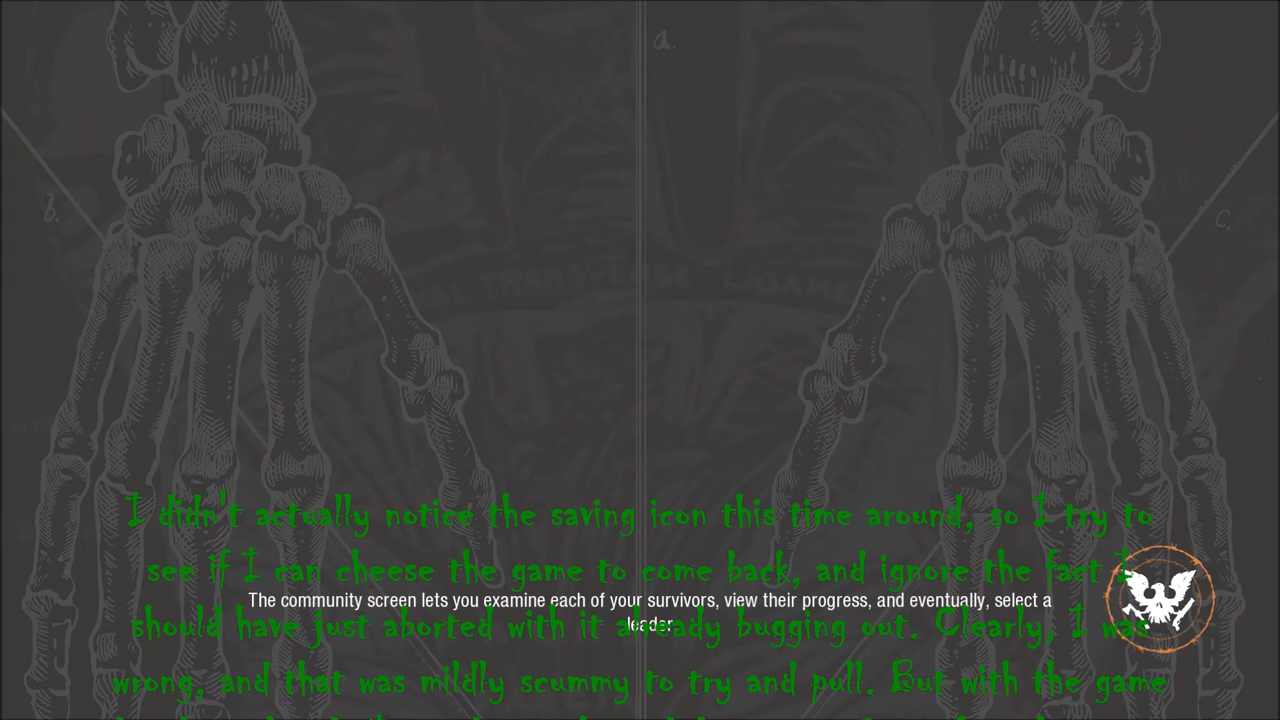 a.
b.
c.
TRANSVERSE LIGAME
I didn't actually notice the saving icon this time around, so I try to
see if I can cheese the game to come back, and ignore the fact I
The community screen lets you examine each of your survivors, view their progress, and eventually, select a
leader.
should have just aborted with it already bugging out. Clearly, I was
wrong, and that was mildly scummy to try and pull. But with the game